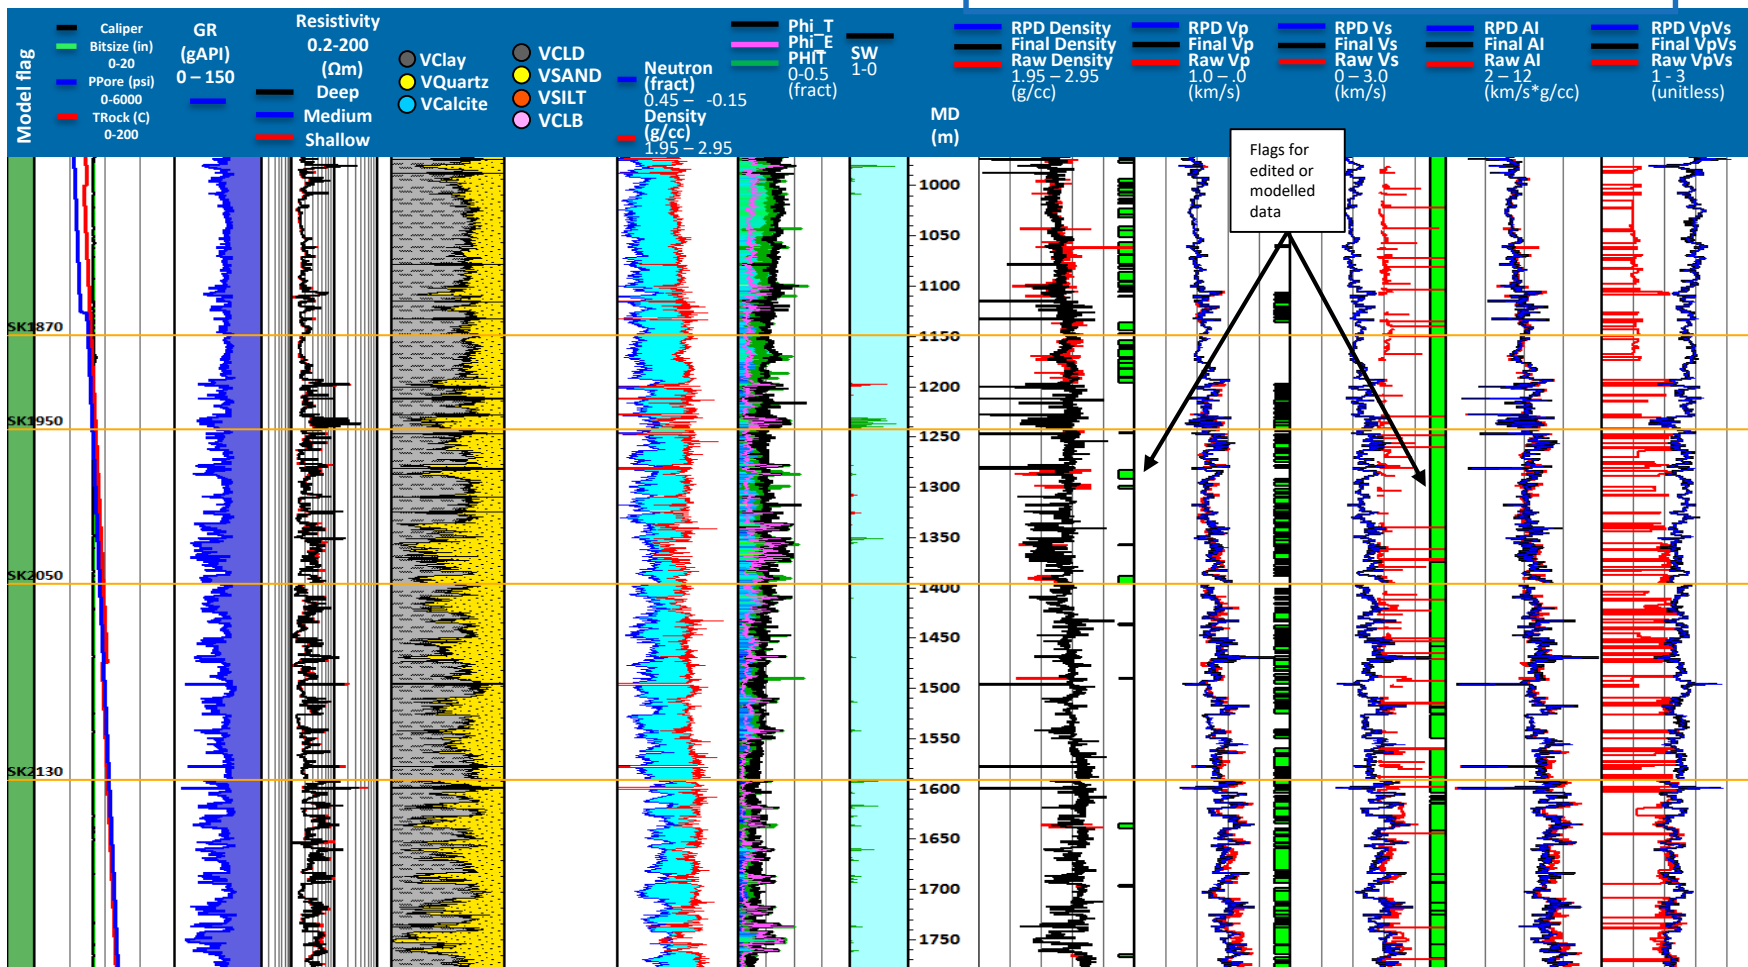 Model flag
Caliper
Bitsize (in)
0-20
PPore (psi)
0-6000
TRock (C)
0-200
GR
(gAPI)
0 – 150
Resistivity
0.2-200
(Ωm)
Deep
Medium
Shallow
VClay
VQuartz
VCalcite
VCLD
VSAND
VSILT
VCLB
Neutron
(fract)
0.45 – -0.15
Density
(g/cc)
1.95 – 2.95
Phi_T
Phi_E
PHIT
0-0.5
(fract)
SW
1-0
MD
(m)
RPD Density
Final Density
Raw Density
1.95 – 2.95
(g/cc)
RPD Vp
Final Vp
Raw Vp
1.0 – .0
(km/s)
RPD Vs
Final Vs
Raw Vs
0 – 3.0
(km/s)
RPD AI
Final AI
Raw AI
2 – 12
(km/s*g/cc)
RPD VpVs
Final VpVs
Raw VpVs
1 - 3
(unitless)
Flags for
edited or
modelled
data
SK1870
SK1950
SK2050
SK2130
1000
1050
1100
1150
1200
1250
1300
1350
1400
1450
1500
1550
1600
1650
1700
1750